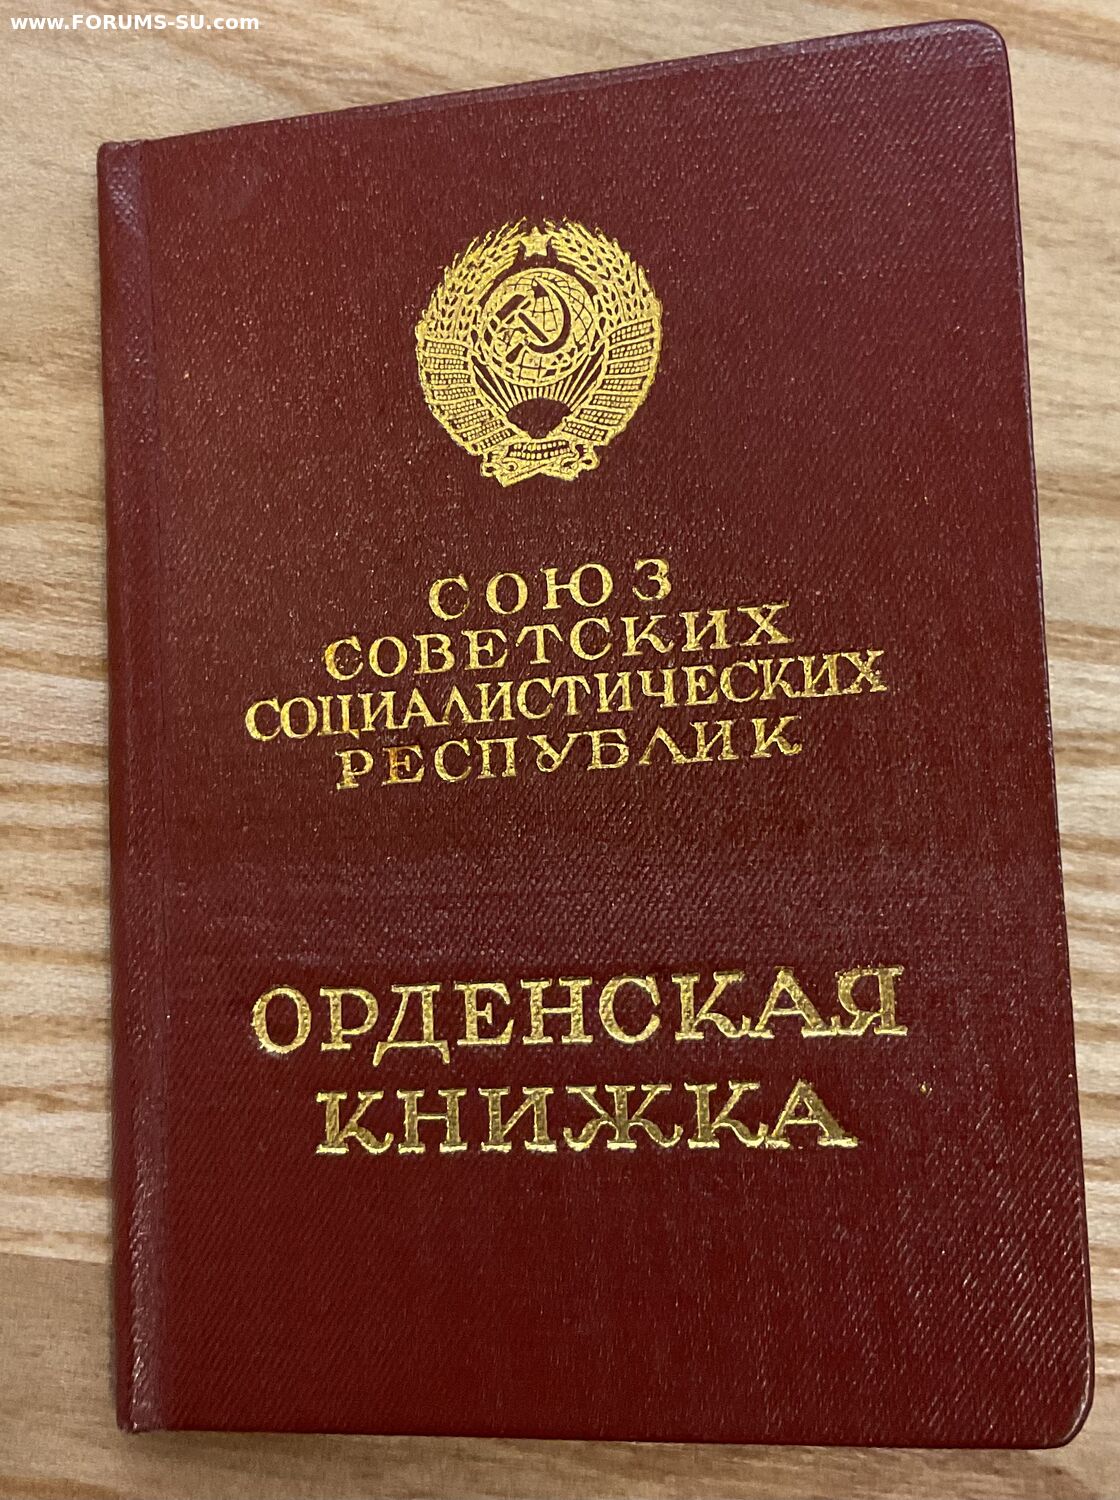 www.FORUMS-SU.com
СОЮЗ
СОВЕТСКИХ
СОЦИАЛИСТИЧЕСКИХ
РЕСПУБЛИК
ОРДЕНСКАЯ
КНИЖКА